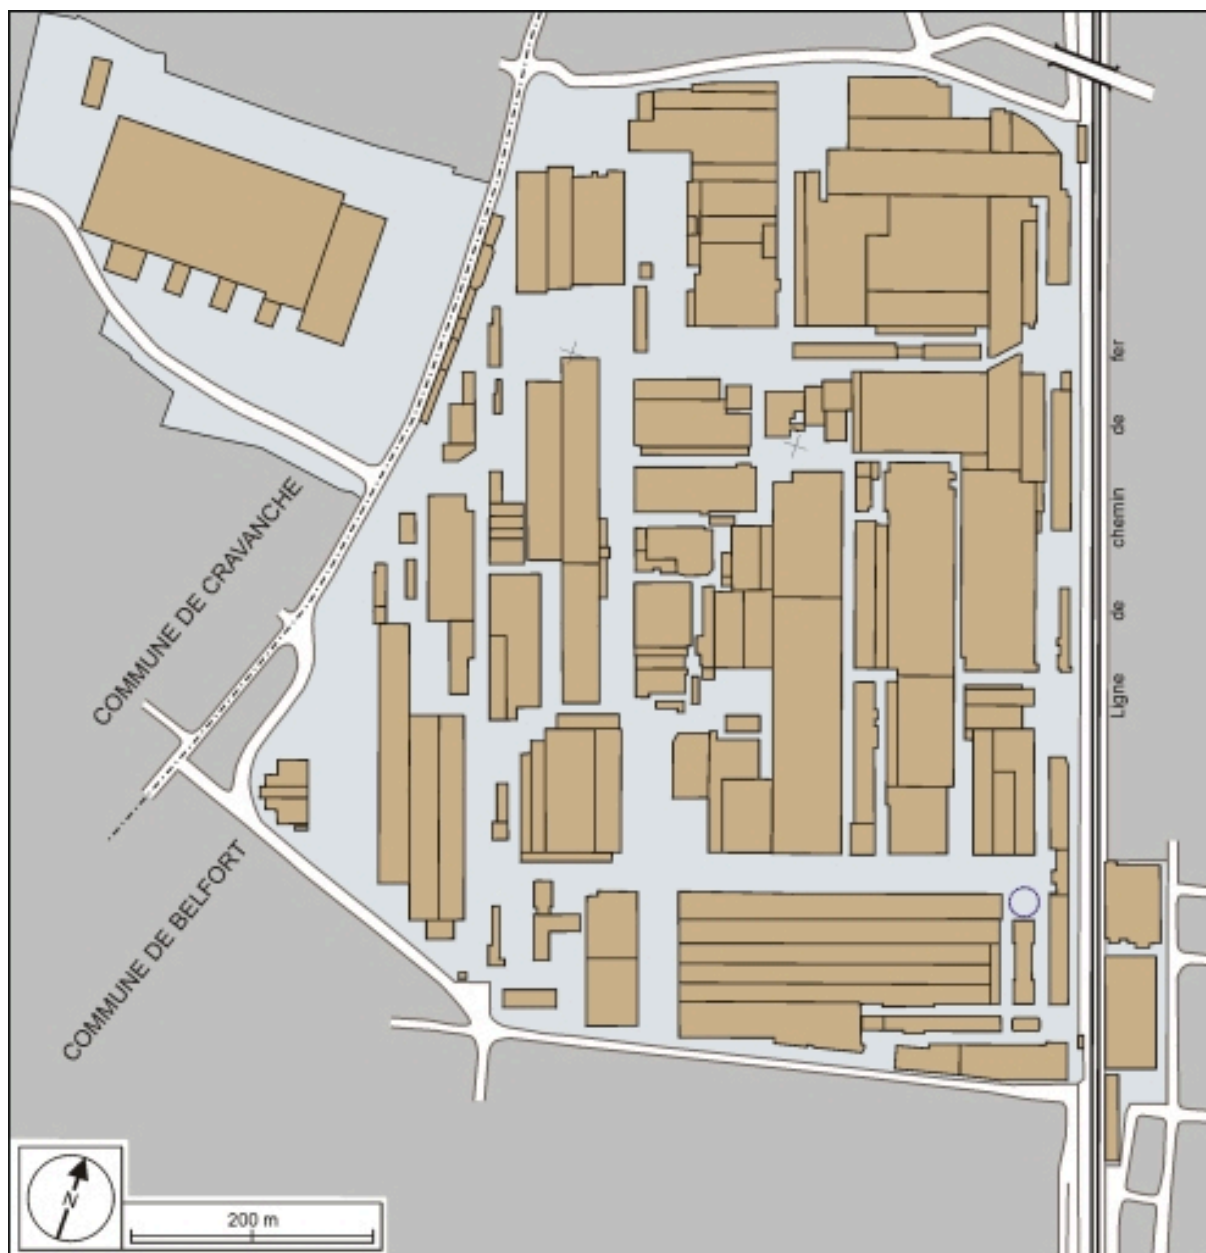 COMMUNE DE CRAVANCHE
COMMUNE DE BELFORT
Ligne de chemin de fer
N
200 m